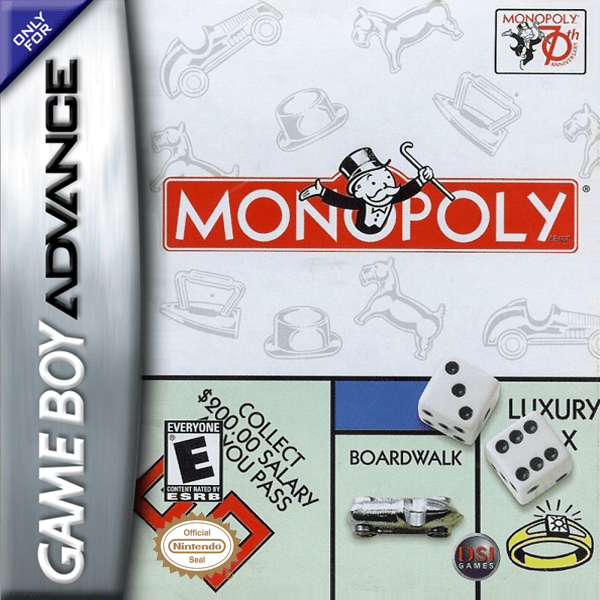 ONLY
FOR
GAME BOY ADVANCE
MONOPOLY
70th
ANNIVERSARY
MONOPOLY
®
COLLECT
$200.00 SALARY
AS YOU PASS
GO
EVERYONE
E
®
CONTENT RATED BY
ESRB
Official
Nintendo
Seal
BOARDWALK
LUXURY
X
DSI
GAMES